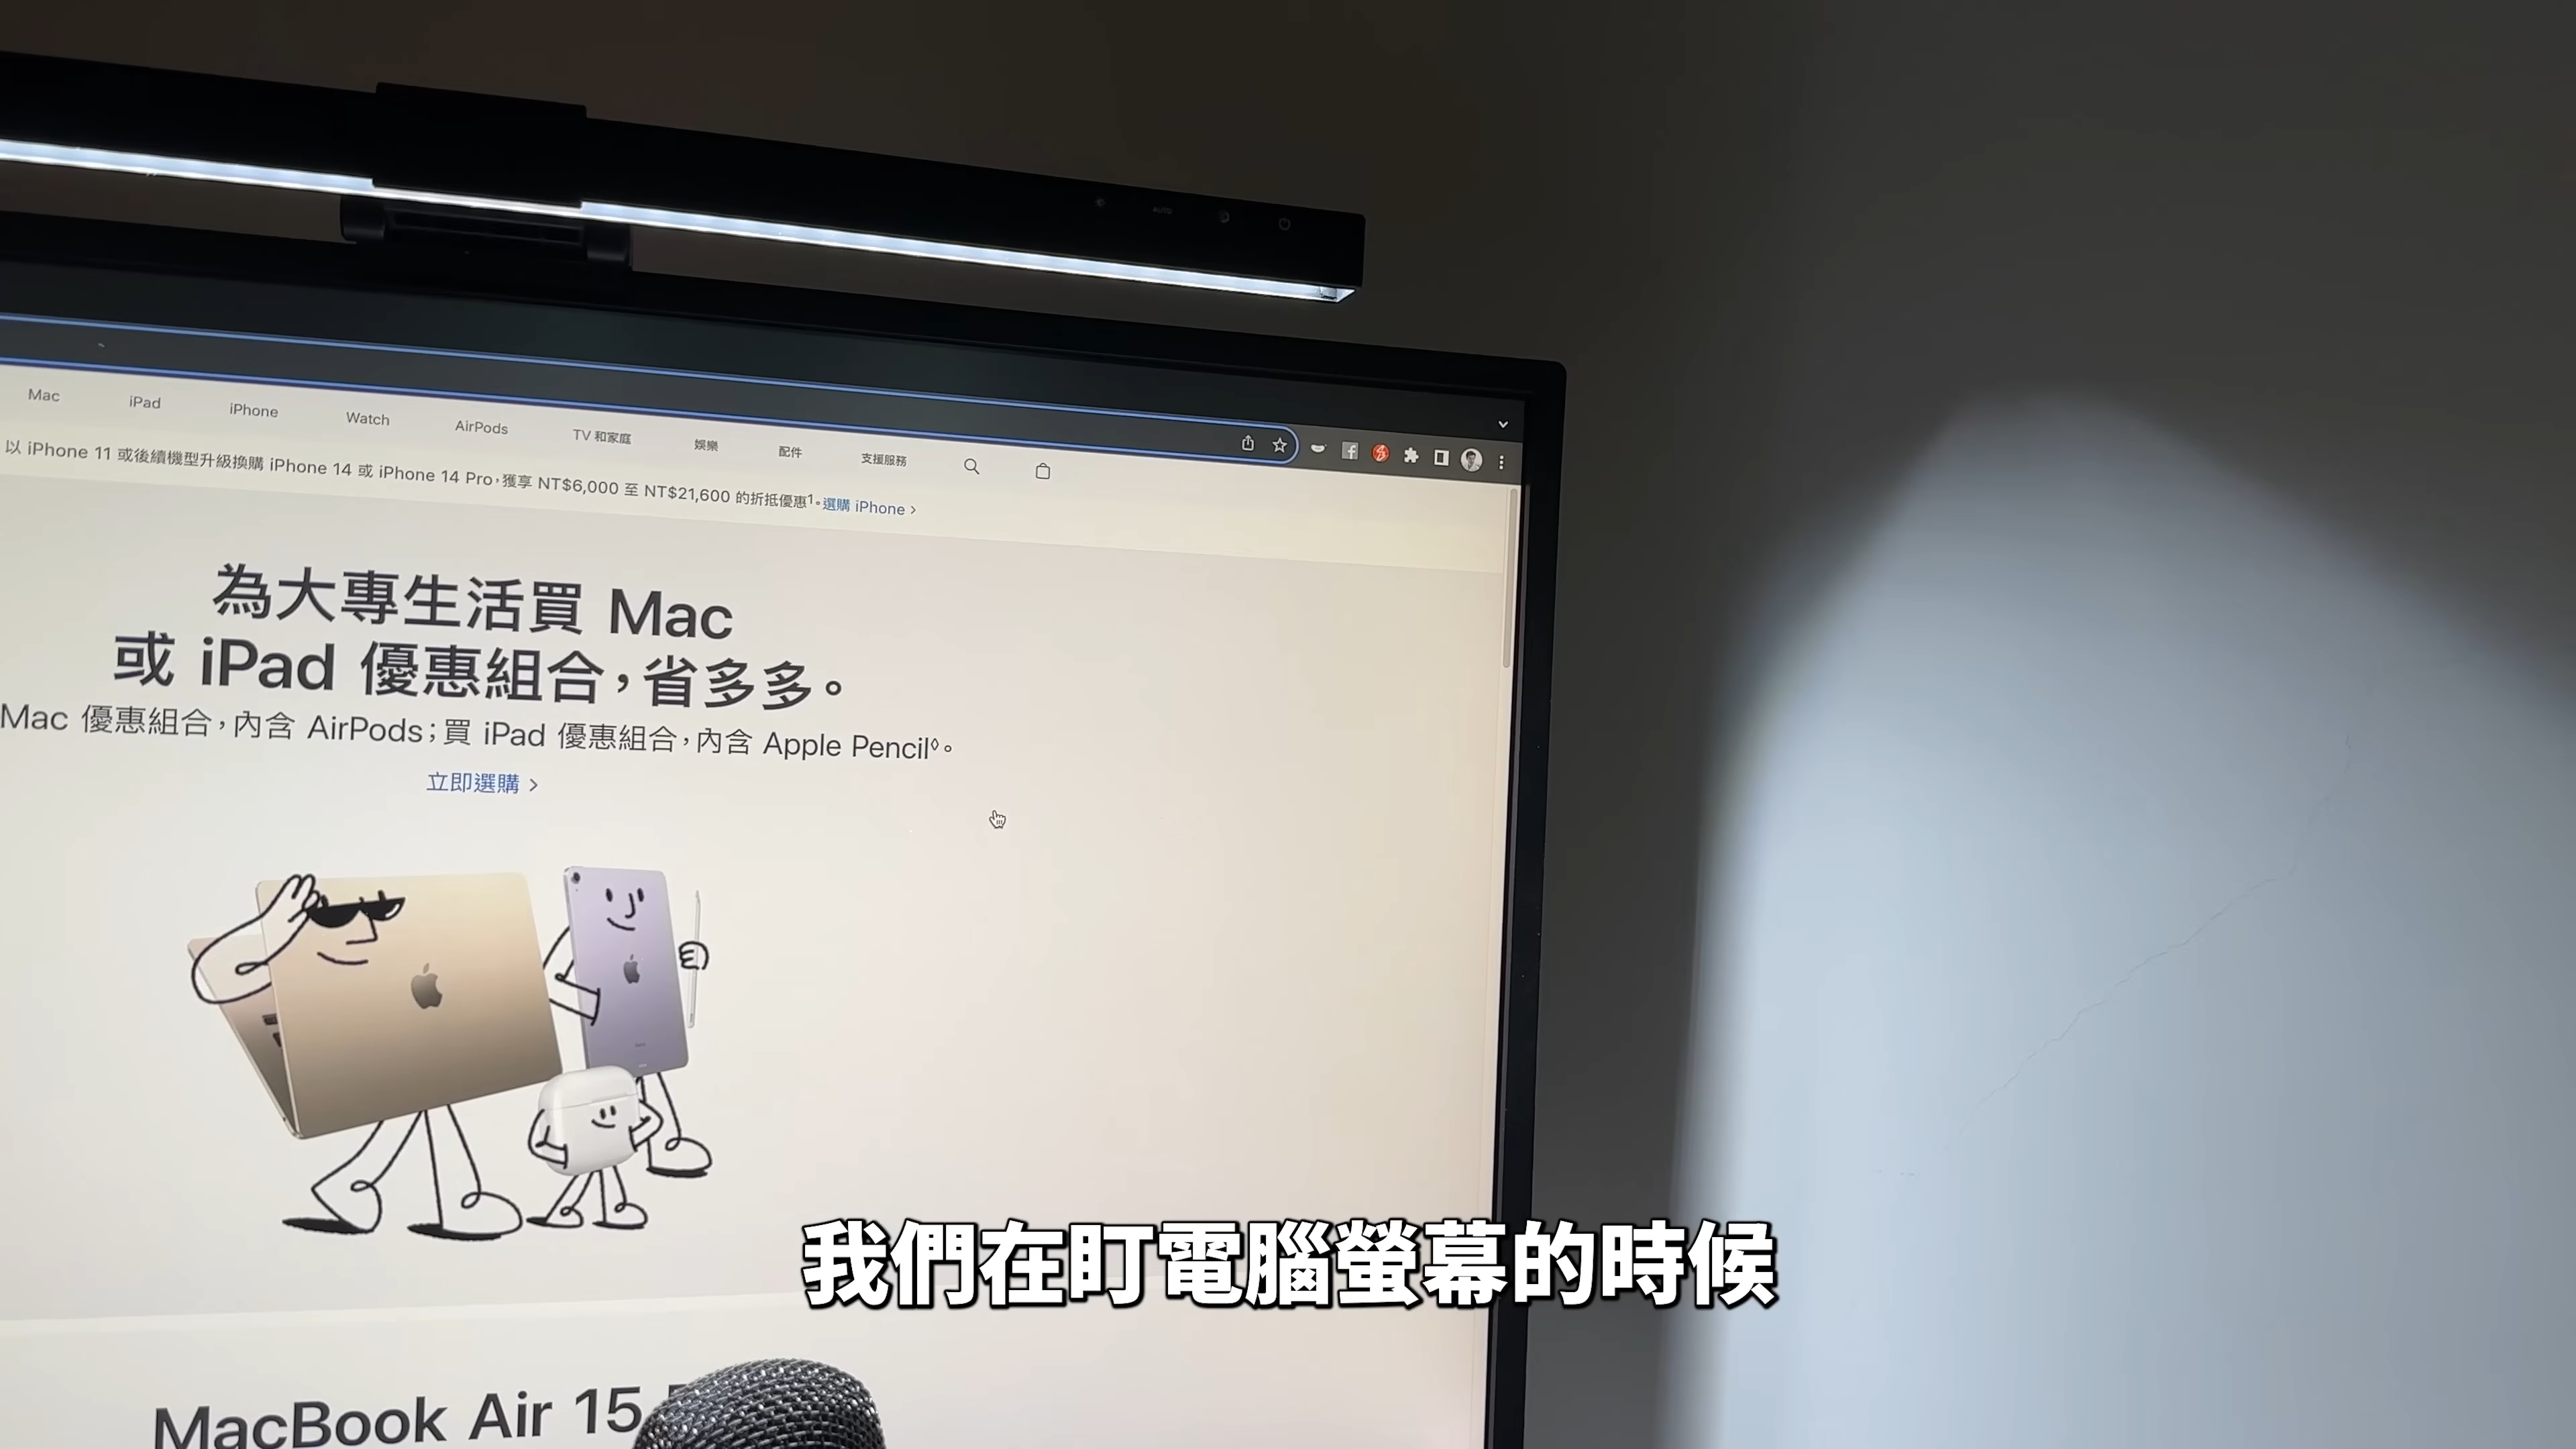 AUTO
Mac iPad iPhone Watch AirPods TV 和家庭 娛樂 配件 支援服務
以 iPhone 11 或後續機型升級換購 iPhone 14 或 iPhone 14 Pro，獲享 NT$6,000 至 NT$21,600 的折抵優惠¹。選購 iPhone >
為大專生活買 Mac
或 iPad 優惠組合，省多多。
Mac 優惠組合，內含 AirPods；買 iPad 優惠組合，內含 Apple Pencil◊。
立即選購 >
我們在盯電腦螢幕的時候
MacBook Air 15